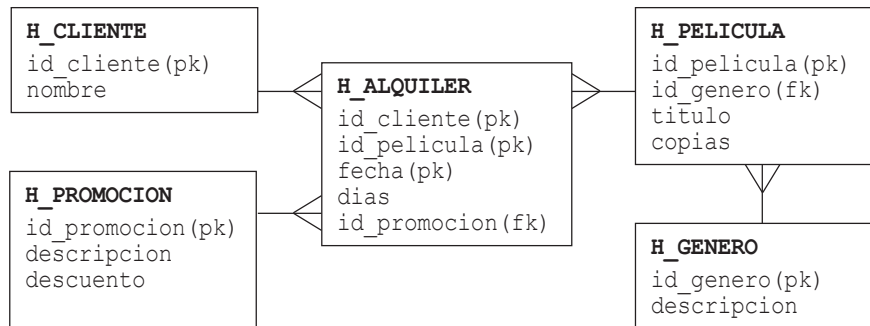 H_CLIENTE
id_cliente(pk)
nombre
H_PROMOCION
id_promocion(pk)
descripcion
descuento
H_ALQUILER
id_cliente(pk)
id_pelicula(pk)
fecha(pk)
dias
id_promocion(fk)
H_PELICULA
id_pelicula(pk)
id_genero(fk)
titulo
copias
H_GENERO
id_genero(pk)
descripcion